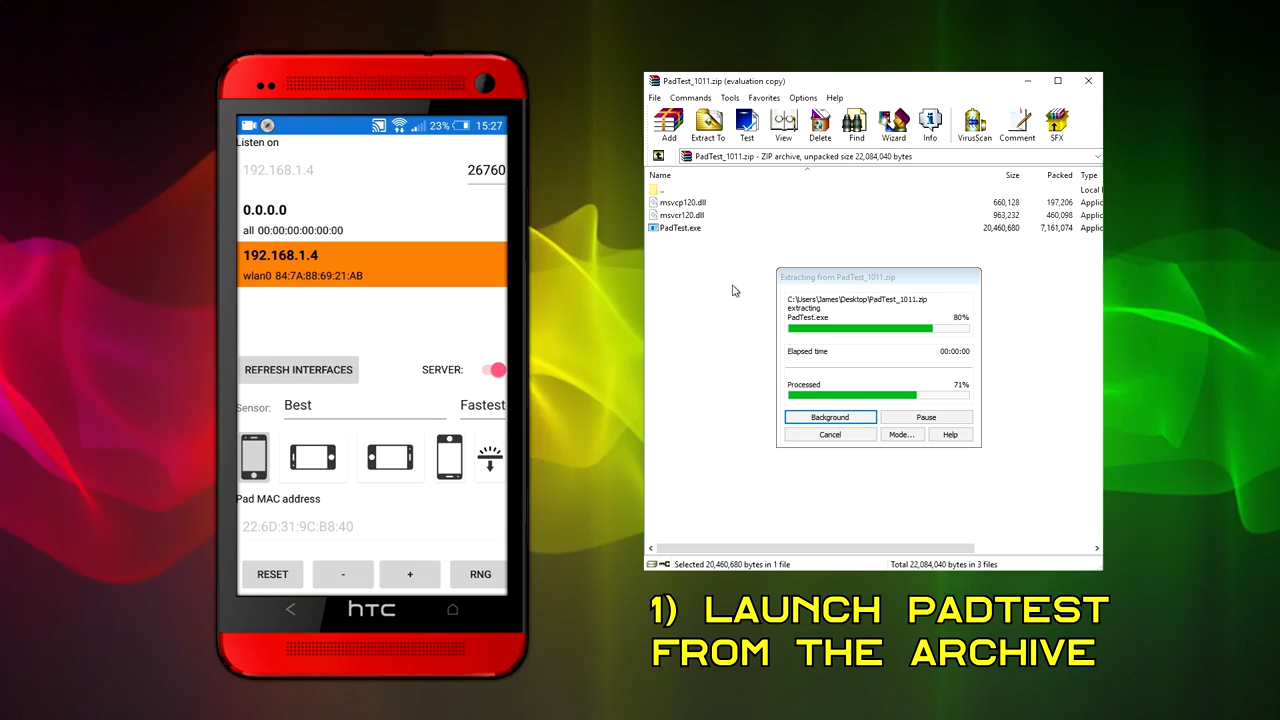 23% 15:27
Listen on
192.168.1.4 26760
0.0.0.0
all 00:00:00:00:00:00
192.168.1.4
wlan0 84:7A:88:69:21:AB
REFRESH INTERFACES SERVER:
Sensor: Best Fastest
Pad MAC address
22:6D:31:9C:B8:40
RESET - + RNG
hTC
PadTest_1011.zip (evaluation copy)
File Commands Tools Favorites Options Help
Add Extract To Test View Delete Find Wizard Info VirusScan Comment SFX
PadTest_1011.zip - ZIP archive, unpacked size 22,084,040 bytes
Name Size Packed Type
.. Local
msvcp120.dll 660,128 197,206 Applic
msvcr120.dll 963,232 460,098 Applic
PadTest.exe 20,460,680 7,161,074 Applic
Extracting from PadTest_1011.zip
C:\Users\James\Desktop\PadTest_1011.zip
extracting
PadTest.exe 80%
Elapsed time 00:00:00
Processed 71%
Background Pause
Cancel Mode... Help
Selected 20,460,680 bytes in 1 file Total 22,084,040 bytes in 3 files
1) LAUNCH PADTEST
FROM THE ARCHIVE